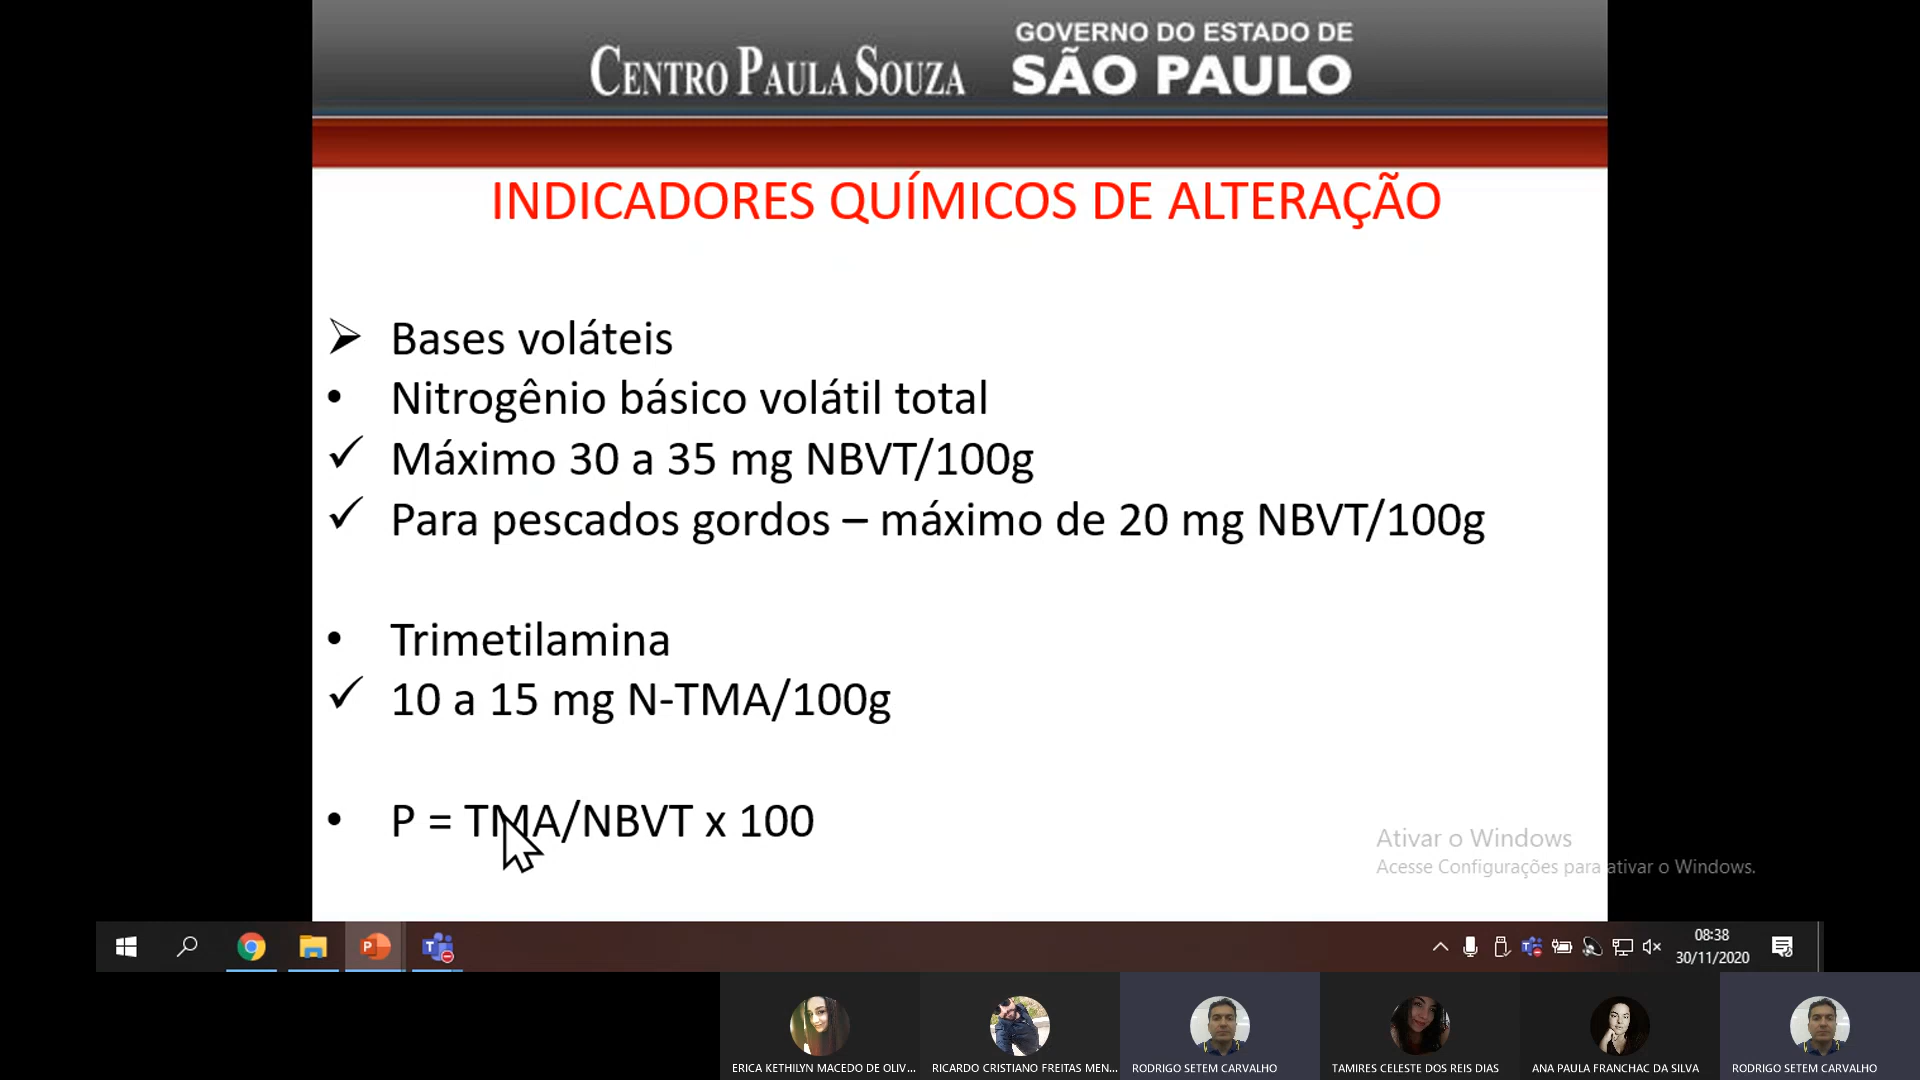 CENTRO PAULA SOUZA
GOVERNO DO ESTADO DE
SÃO PAULO
INDICADORES QUÍMICOS DE ALTERAÇÃO
➢ Bases voláteis
• Nitrogênio básico volátil total
✓ Máximo 30 a 35 mg NBVT/100g
✓ Para pescados gordos – máximo de 20 mg NBVT/100g
• Trimetilamina
✓ 10 a 15 mg N-TMA/100g
• P = TMA/NBVT x 100
Ativar o Windows
Acesse Configurações para ativar o Windows.
08:38
30/11/2020
ERICA KETHILYN MACEDO DE OLIV...
RICARDO CRISTIANO FREITAS MEN...
RODRIGO SETEM CARVALHO
TAMIRES CELESTE DOS REIS DIAS
ANA PAULA FRANCHAC DA SILVA
RODRIGO SETEM CARVALHO